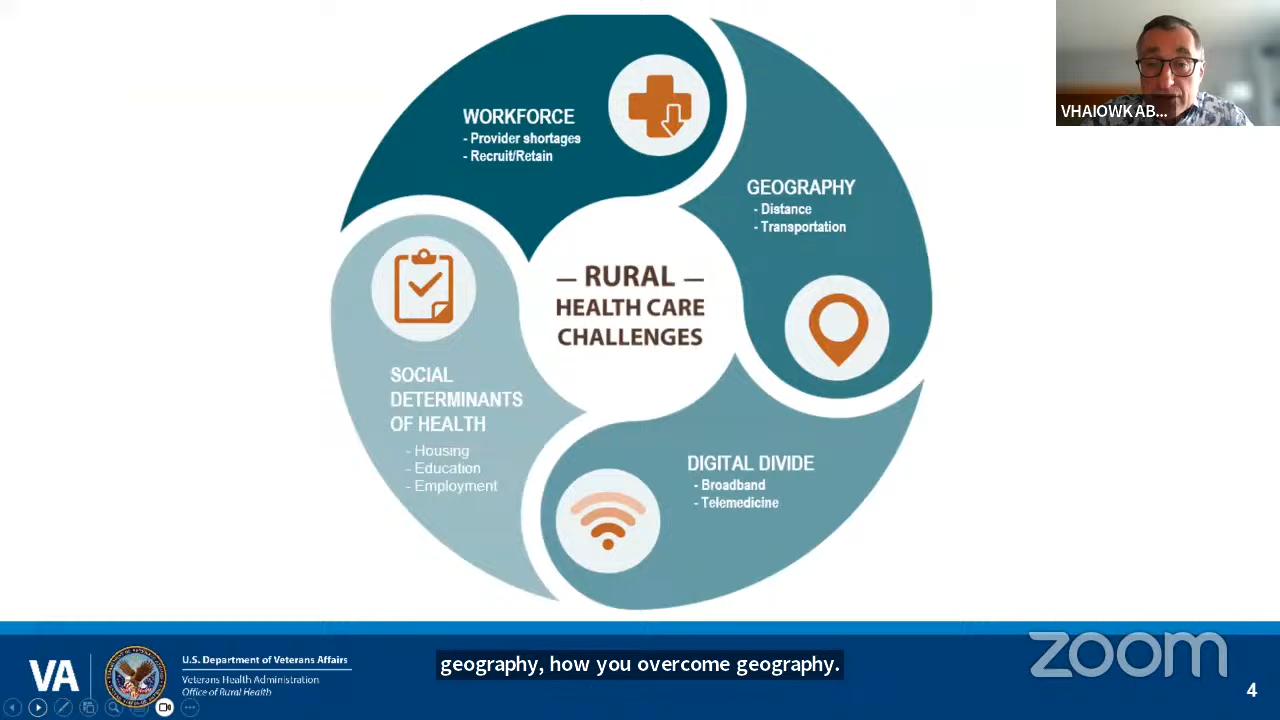 WORKFORCE
- Provider shortages
- Recruit/Retain
GEOGRAPHY
- Distance
- Transportation
— RURAL —
HEALTH CARE
CHALLENGES
SOCIAL
DETERMINANTS
OF HEALTH
- Housing
- Education
- Employment
DIGITAL DIVIDE
- Broadband
- Telemedicine
VHAIOWK AB...
VA
U.S. Department of Veterans Affairs
Veterans Health Administration
Office of Rural Health
geography, how you overcome geography.
zoom
4